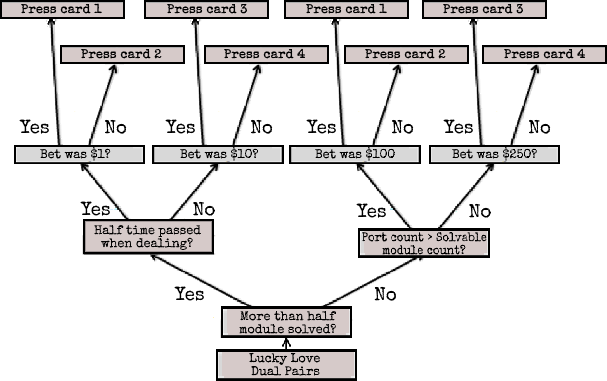 Press card 1
Press card 3
Press card 1
Press card 3
Press card 2
Press card 4
Press card 2
Press card 4
Yes
No
Yes
No
Yes
No
Yes
No
Bet was $1?
Bet was $10?
Bet was $100
Bet was $250?
Yes
No
Yes
No
Half time passed
when dealing?
Port count > Solvable
module count?
Yes
No
More than half
module solved?
Lucky Love
Dual Pairs